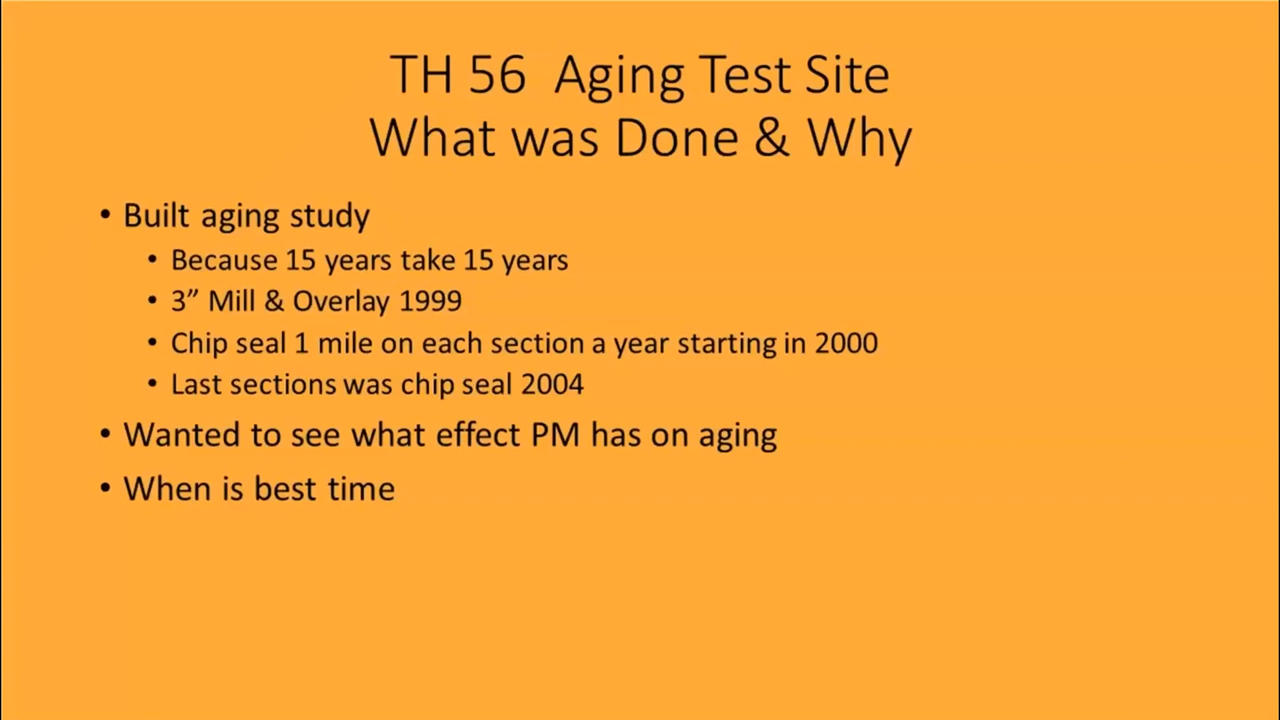 TH 56  Aging Test Site
What was Done & Why
• Built aging study
• Because 15 years take 15 years
• 3” Mill & Overlay 1999
• Chip seal 1 mile on each section a year starting in 2000
• Last sections was chip seal 2004
• Wanted to see what effect PM has on aging
• When is best time